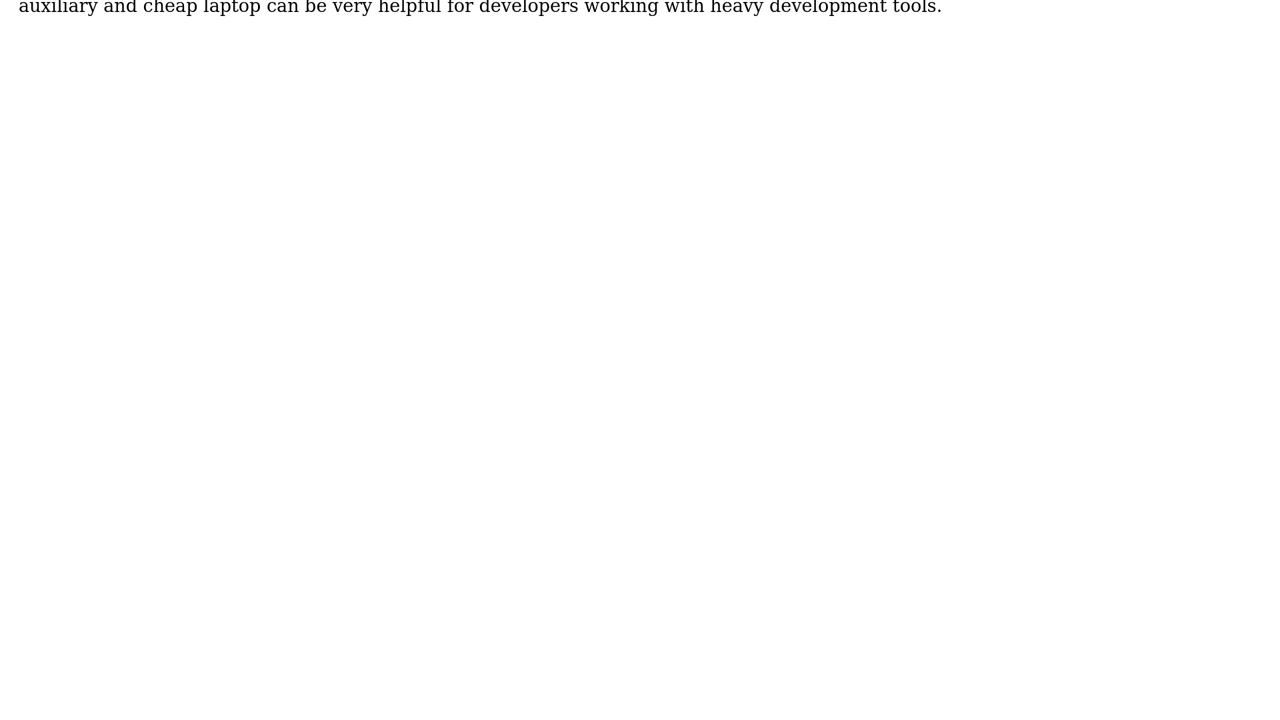 auxiliary and cheap laptop can be very helpful for developers working with heavy development tools.